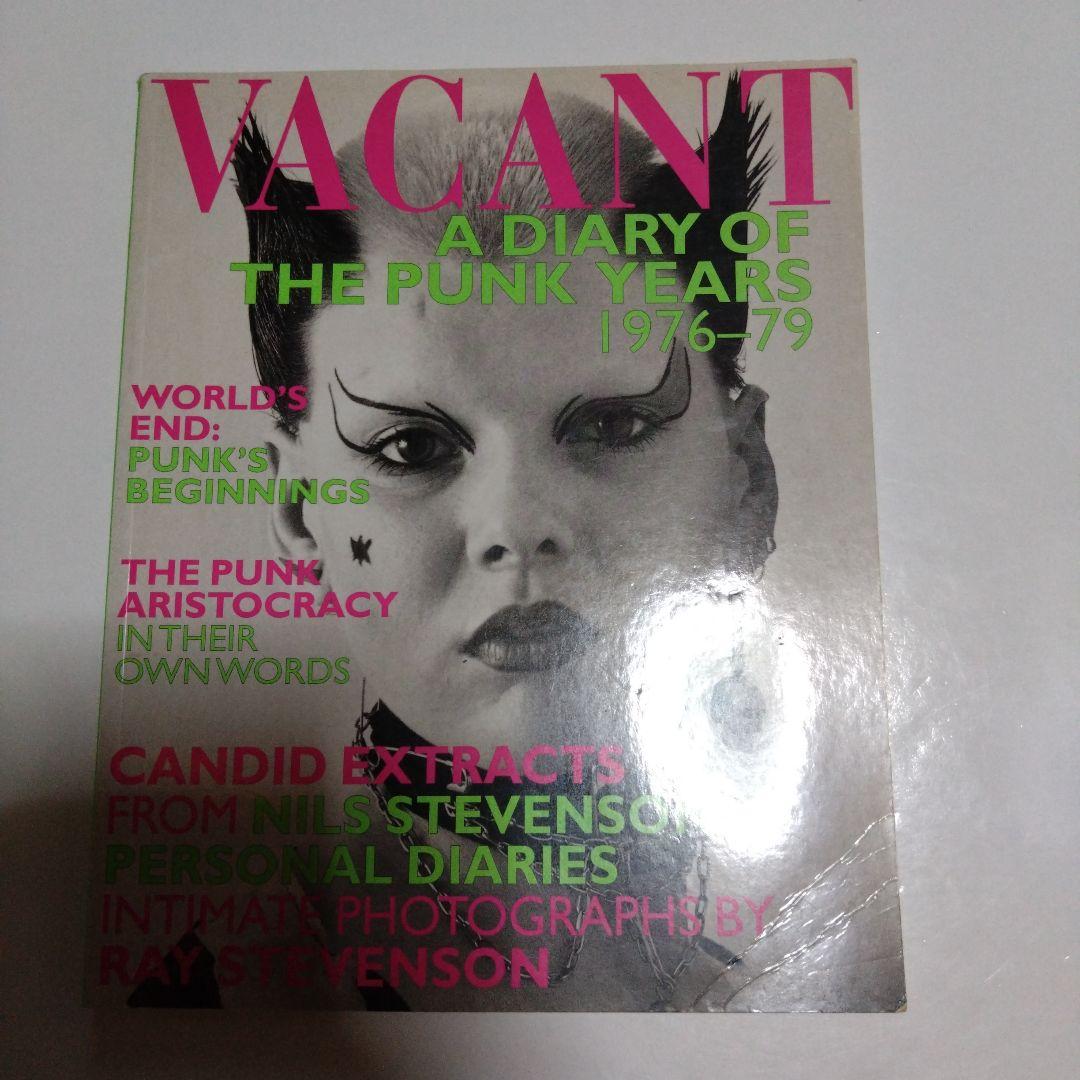 VACANT
A DIARY OF
THE PUNK YEARS
1976–79
WORLD'S
END:
PUNK'S
BEGINNINGS
THE PUNK
ARISTOCRACY
IN THEIR
OWN WORDS
CANDID EXTRACTS
FROM NILS
PERSONAL DIARIES
INTIMATE PHOTOGRAPHS BY
RAY STEVENSON